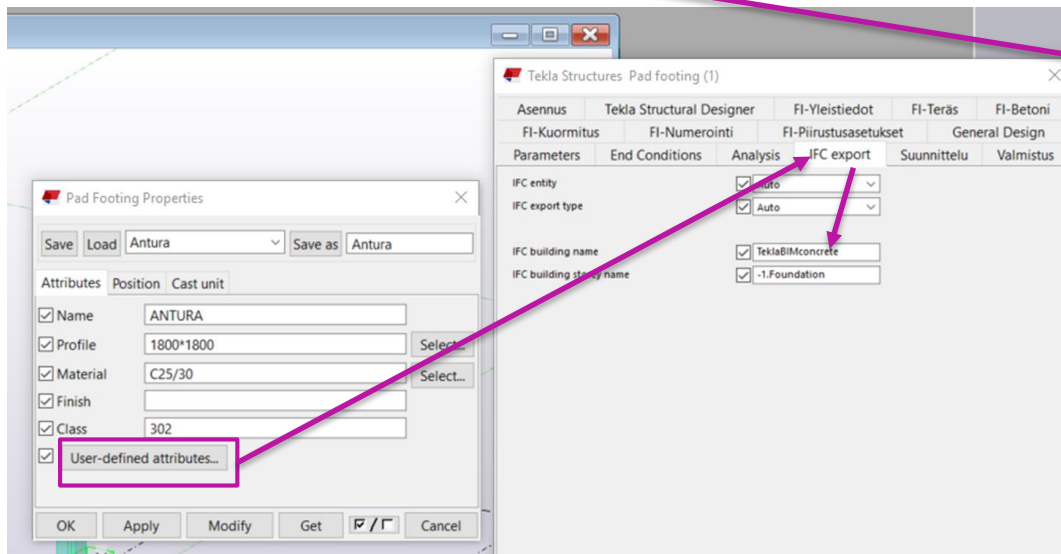 Tekla Structures Pad footing (1)
Asennus Tekla Structural Designer FI-Yleistiedot FI-Teräs FI-Betoni
FI-Kuormitus FI-Numerointi FI-Piirustusasetukset General Design
Parameters End Conditions Analysis IFC export Suunnittelu Valmistus
IFC entity Auto
IFC export type Auto
IFC building name TeklaBIMconcrete
IFC building storey name -1.Foundation
Pad Footing Properties
Save Load Antura Save as Antura
Attributes Position Cast unit
Name ANTURA
Profile 1800*1800 Select...
Material C25/30 Select...
Finish
Class 302
User-defined attributes...
OK Apply Modify Get / Cancel